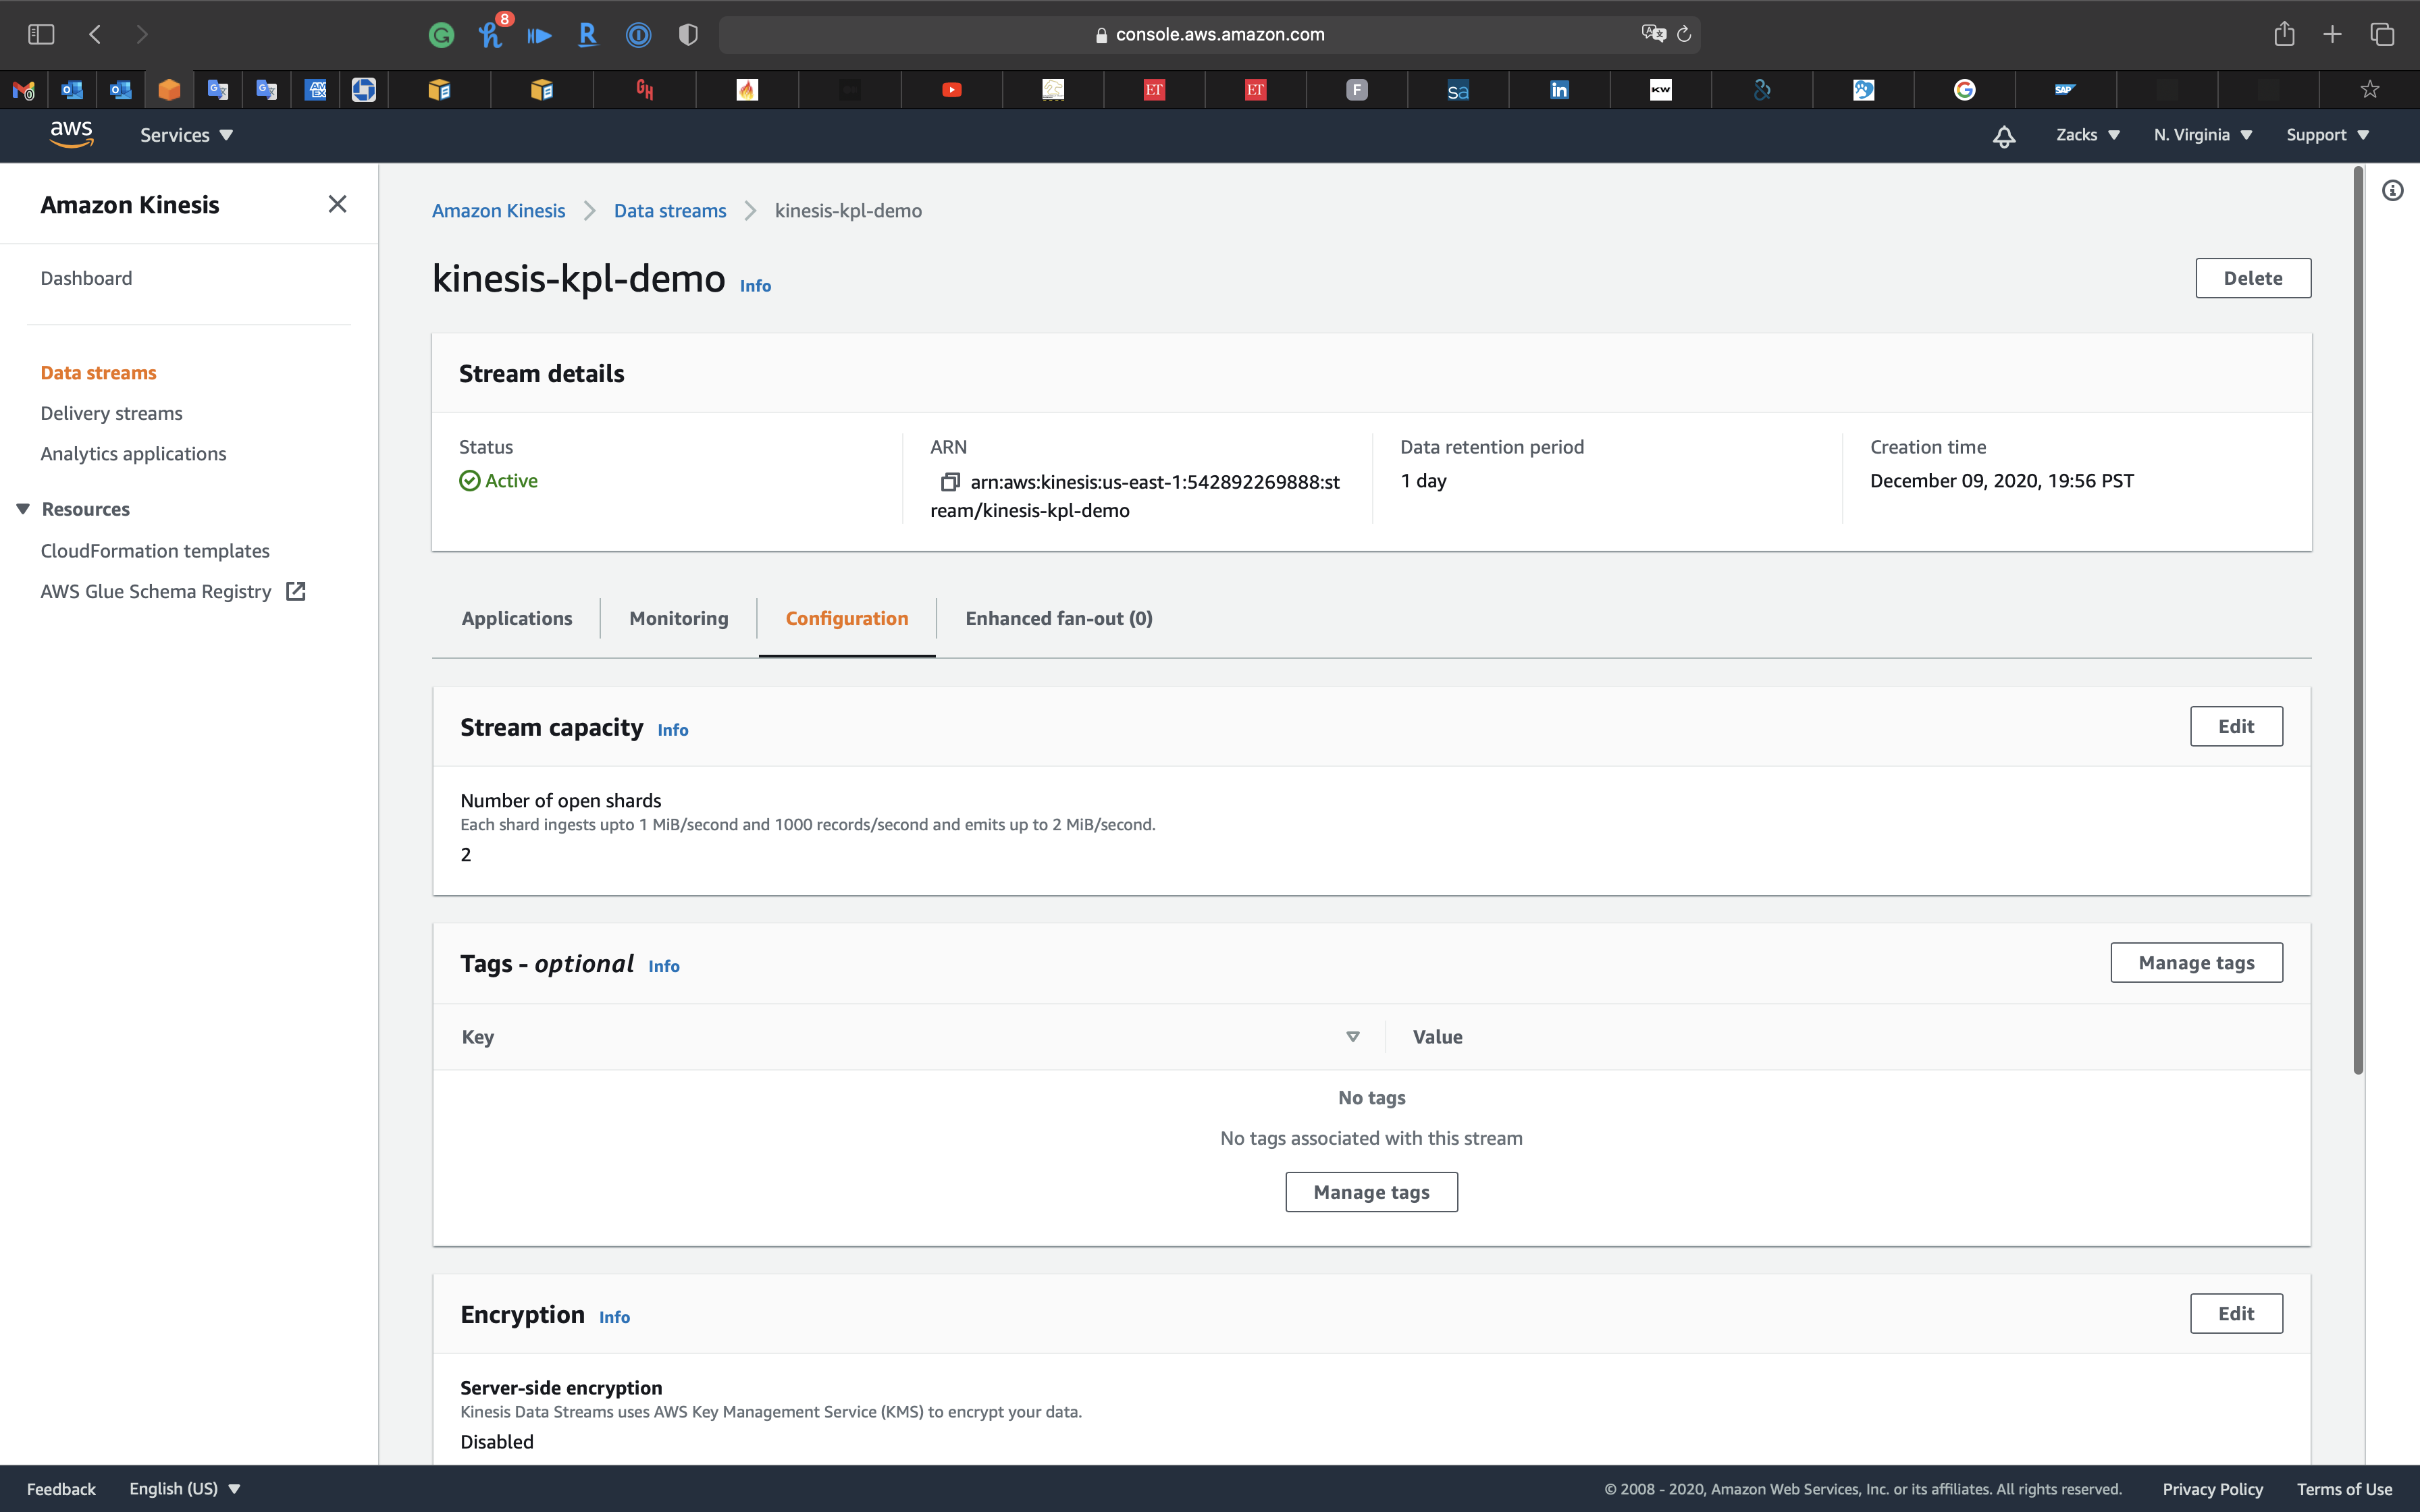 8
console.aws.amazon.com
aws
Services
Zacks
N. Virginia
Support
Amazon Kinesis
Dashboard
Data streams
Delivery streams
Analytics applications
Resources
CloudFormation templates
AWS Glue Schema Registry
Amazon Kinesis
Data streams
kinesis-kpl-demo
kinesis-kpl-demo Info
Delete
Stream details
Status
Active
ARN
arn:aws:kinesis:us-east-1:542892269888:st
ream/kinesis-kpl-demo
Data retention period
1 day
Creation time
December 09, 2020, 19:56 PST
Applications
Monitoring
Configuration
Enhanced fan-out (0)
Stream capacity Info
Edit
Number of open shards
Each shard ingests upto 1 MiB/second and 1000 records/second and emits up to 2 MiB/second.
2
Tags - optional Info
Manage tags
Key
Value
No tags
No tags associated with this stream
Manage tags
Encryption Info
Edit
Server-side encryption
Kinesis Data Streams uses AWS Key Management Service (KMS) to encrypt your data.
Disabled
Feedback
English (US)
© 2008 - 2020, Amazon Web Services, Inc. or its affiliates. All rights reserved.
Privacy Policy
Terms of Use